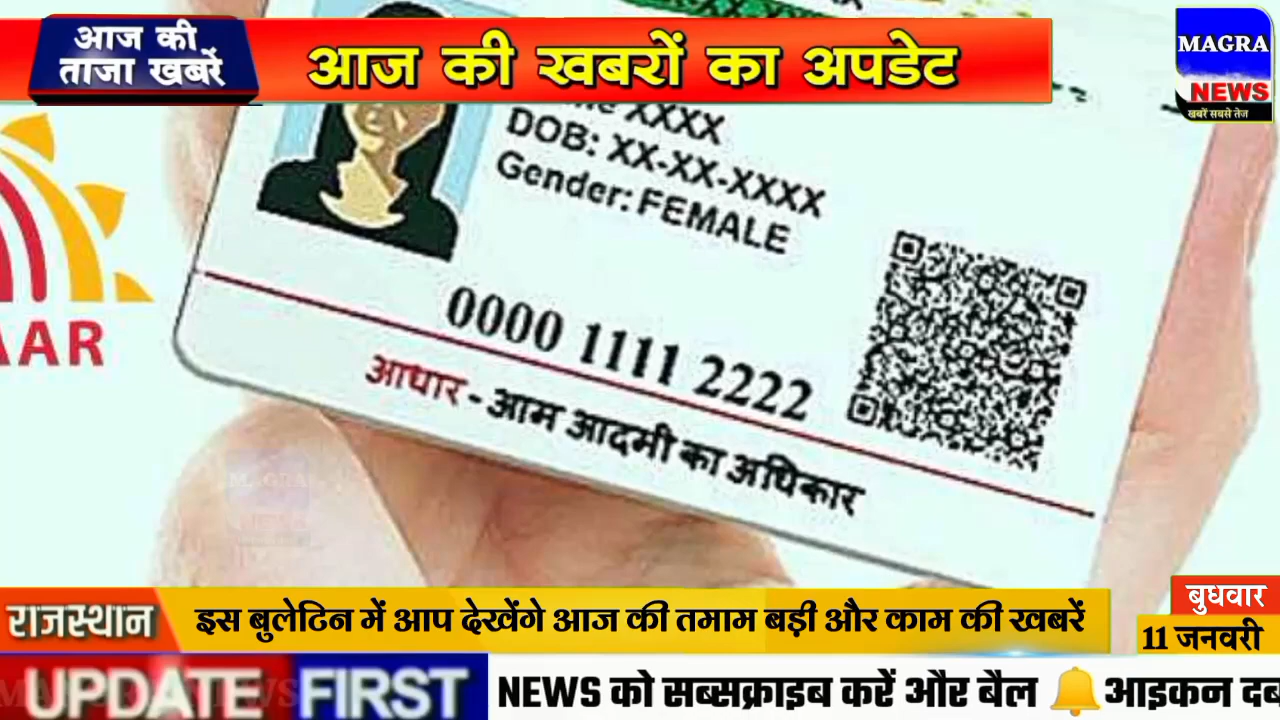 आज की
ताजा खबरें
आज की खबरों का अपडेट
MAGRA
NEWS
खबरें सबसे तेज
XXXX
DOB: XX-XX-XXXX
Gender: FEMALE
0000 1111 2222
आधार - आम आदमी का अधिकार
AAR
MAGRA
राजस्थान
इस बुलेटिन में आप देखेंगे आज की तमाम बड़ी और काम की खबरें
बुधवार
11 जनवरी
UPDATE FIRST
NEWS को सब्सक्राइब करें और बैल 🔔 आइकन दब